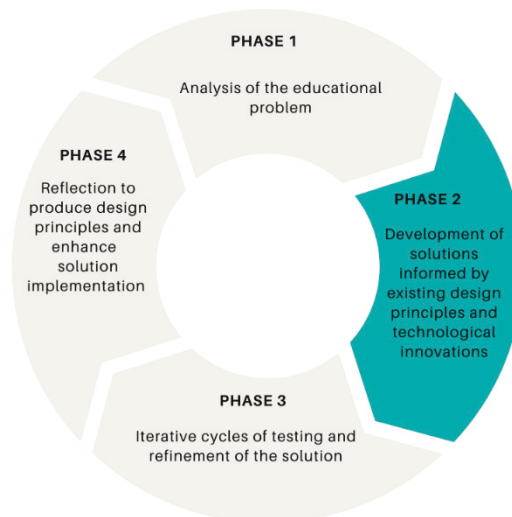 PHASE 1
Analysis of the educational
problem
PHASE 2
Development of
solutions
informed by
existing design
principles and
technological
innovations
PHASE 3
Iterative cycles of testing and
refinement of the solution
PHASE 4
Reflection to
produce design
principles and
enhance
solution
implementation